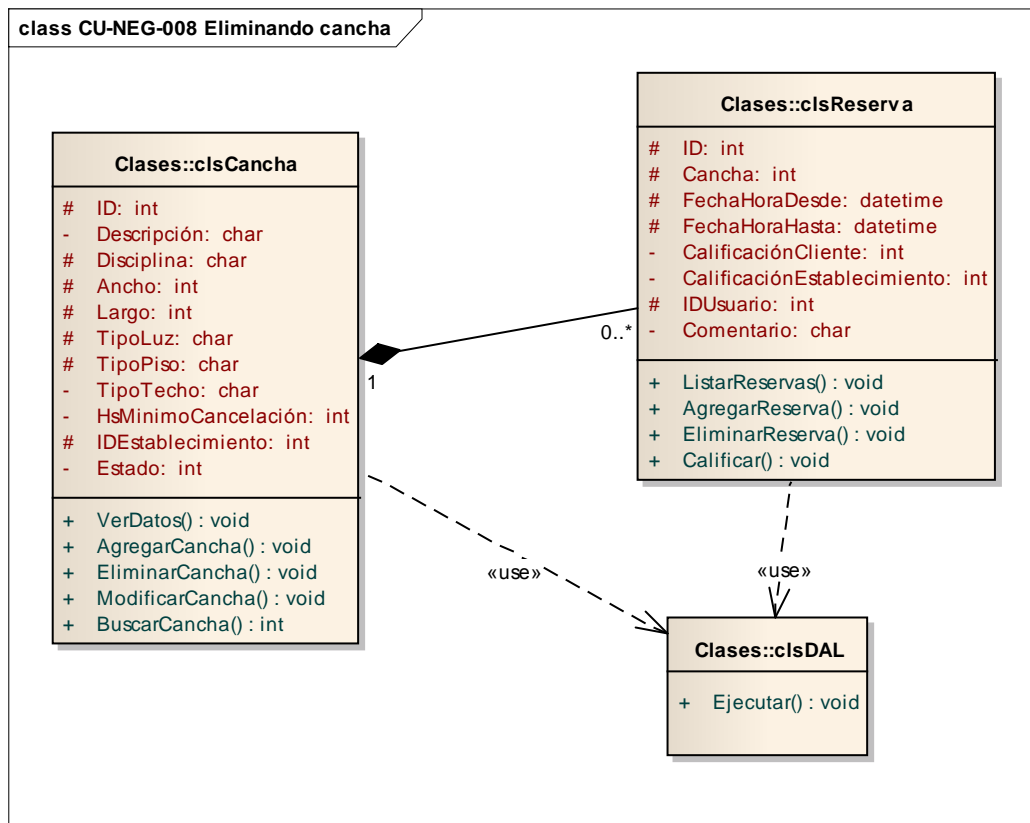 class CU-NEG-008 Eliminando cancha
Clases::clsCancha
# ID: int
- Descripción: char
# Disciplina: char
# Ancho: int
# Largo: int
# TipoLuz: char
# TipoPiso: char
- TipoTecho: char
- HsMinimoCancelación: int
# IDEstablecimiento: int
- Estado: int
+ VerDatos() : void
+ AgregarCancha() : void
+ EliminarCancha() : void
+ ModificarCancha() : void
+ BuscarCancha() : int
Clases::clsReserva
# ID: int
# Cancha: int
# FechaHoraDesde: datetime
# FechaHoraHasta: datetime
- CalificaciónCliente: int
- CalificaciónEstablecimiento: int
# IDUsuario: int
- Comentario: char
+ ListarReservas() : void
+ AgregarReserva() : void
+ EliminarReserva() : void
+ Calificar() : void
1
0..*
«use»
«use»
Clases::clsDAL
+ Ejecutar() : void